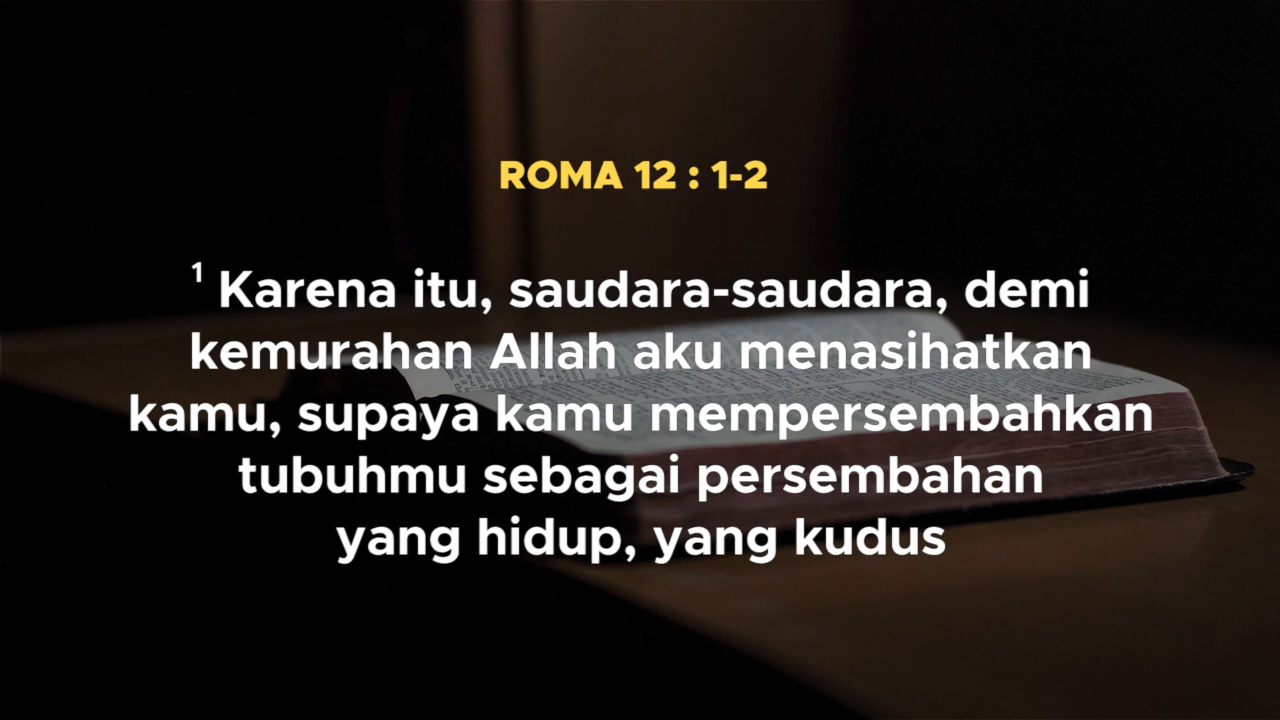 ROMA 12 : 1-2
¹ Karena itu, saudara-saudara, demi
kemurahan Allah aku menasihatkan
kamu, supaya kamu mempersembahkan
tubuhmu sebagai persembahan
yang hidup, yang kudus